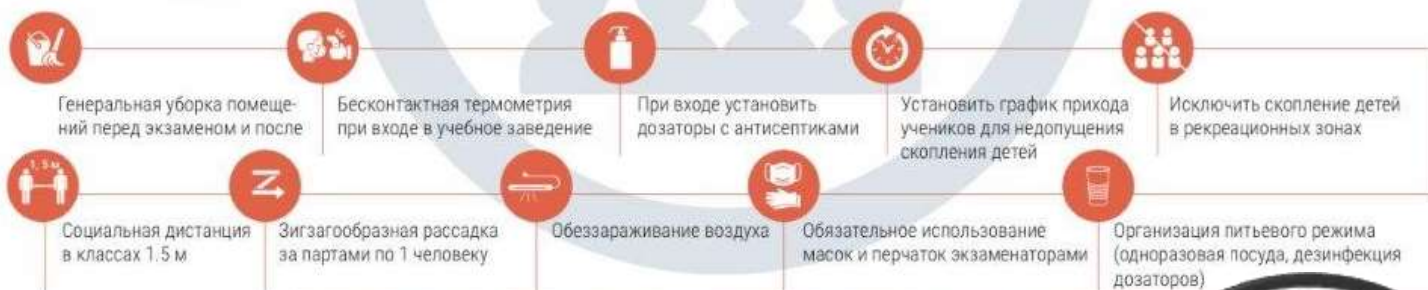 Генеральная уборка помеще-
ний перед экзаменом и после
Бесконтактная термометрия
при входе в учебное заведение
При входе установить
дозаторы с антисептиками
Установить график прихода
учеников для недопущения
скопления детей
Исключить скопление детей
в рекреационных зонах
1, 5 м
Социальная дистанция
в классах 1.5 м
Зигзагообразная рассадка
за партами по 1 человеку
Обеззараживание воздуха
Обязательное использование
масок и перчаток экзаменаторами
Организация питьевого режима
(одноразовая посуда, дезинфекция
дозаторов)